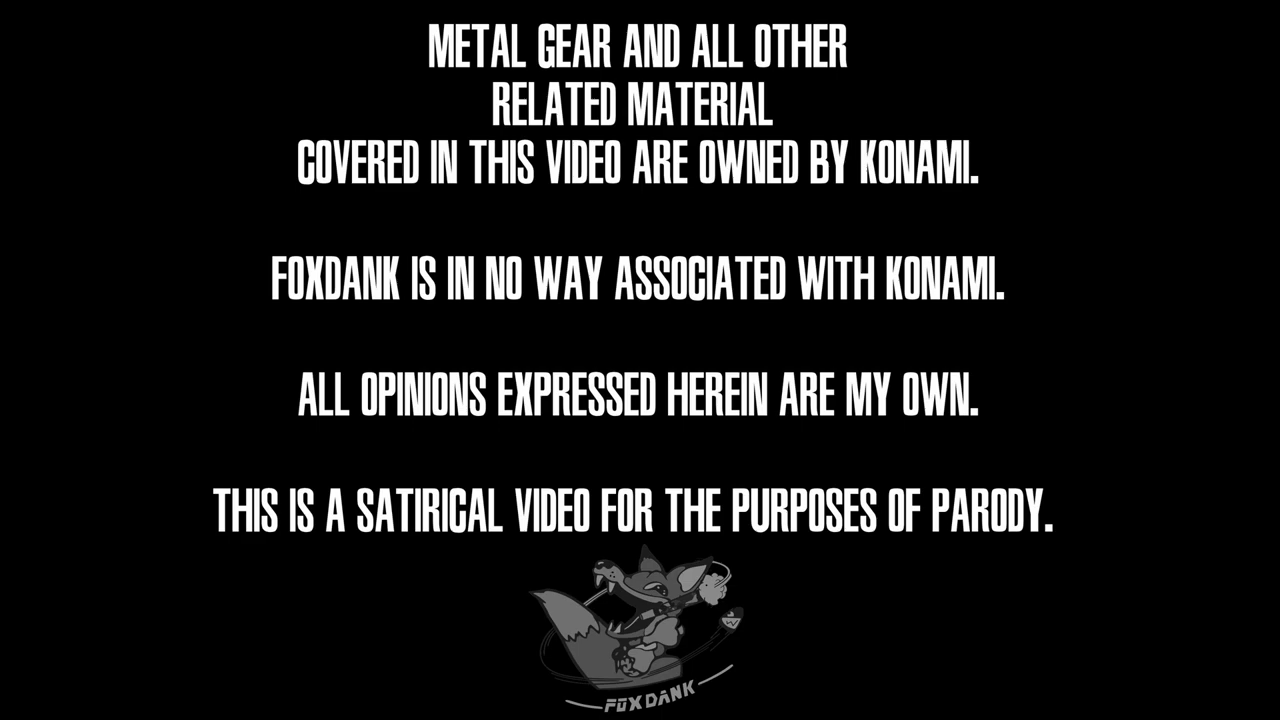 METAL GEAR AND ALL OTHER
RELATED MATERIAL
COVERED IN THIS VIDEO ARE OWNED BY KONAMI.
FOXDANK IS IN NO WAY ASSOCIATED WITH KONAMI.
ALL OPINIONS EXPRESSED HEREIN ARE MY OWN.
THIS IS A SATIRICAL VIDEO FOR THE PURPOSES OF PARODY.
FOXDANK